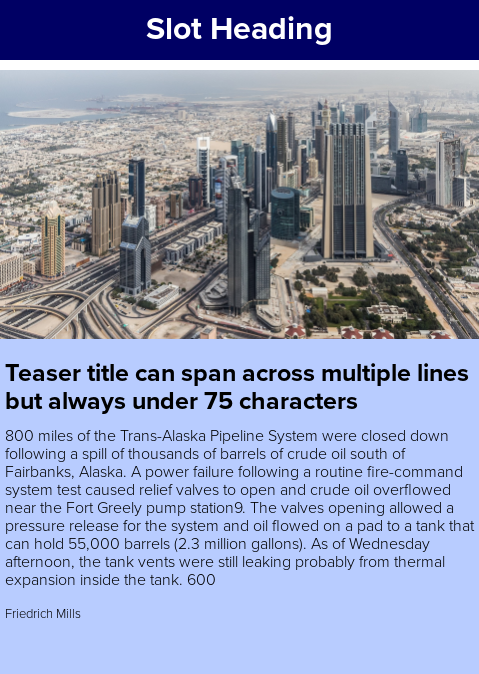 Slot Heading
Teaser title can span across multiple lines
but always under 75 characters
800 miles of the Trans-Alaska Pipeline System were closed down
following a spill of thousands of barrels of crude oil south of
Fairbanks, Alaska. A power failure following a routine fire-command
system test caused relief valves to open and crude oil overflowed
near the Fort Greely pump station9. The valves opening allowed a
pressure release for the system and oil flowed on a pad to a tank that
can hold 55,000 barrels (2.3 million gallons). As of Wednesday
afternoon, the tank vents were still leaking probably from thermal
expansion inside the tank. 600
Friedrich Mills